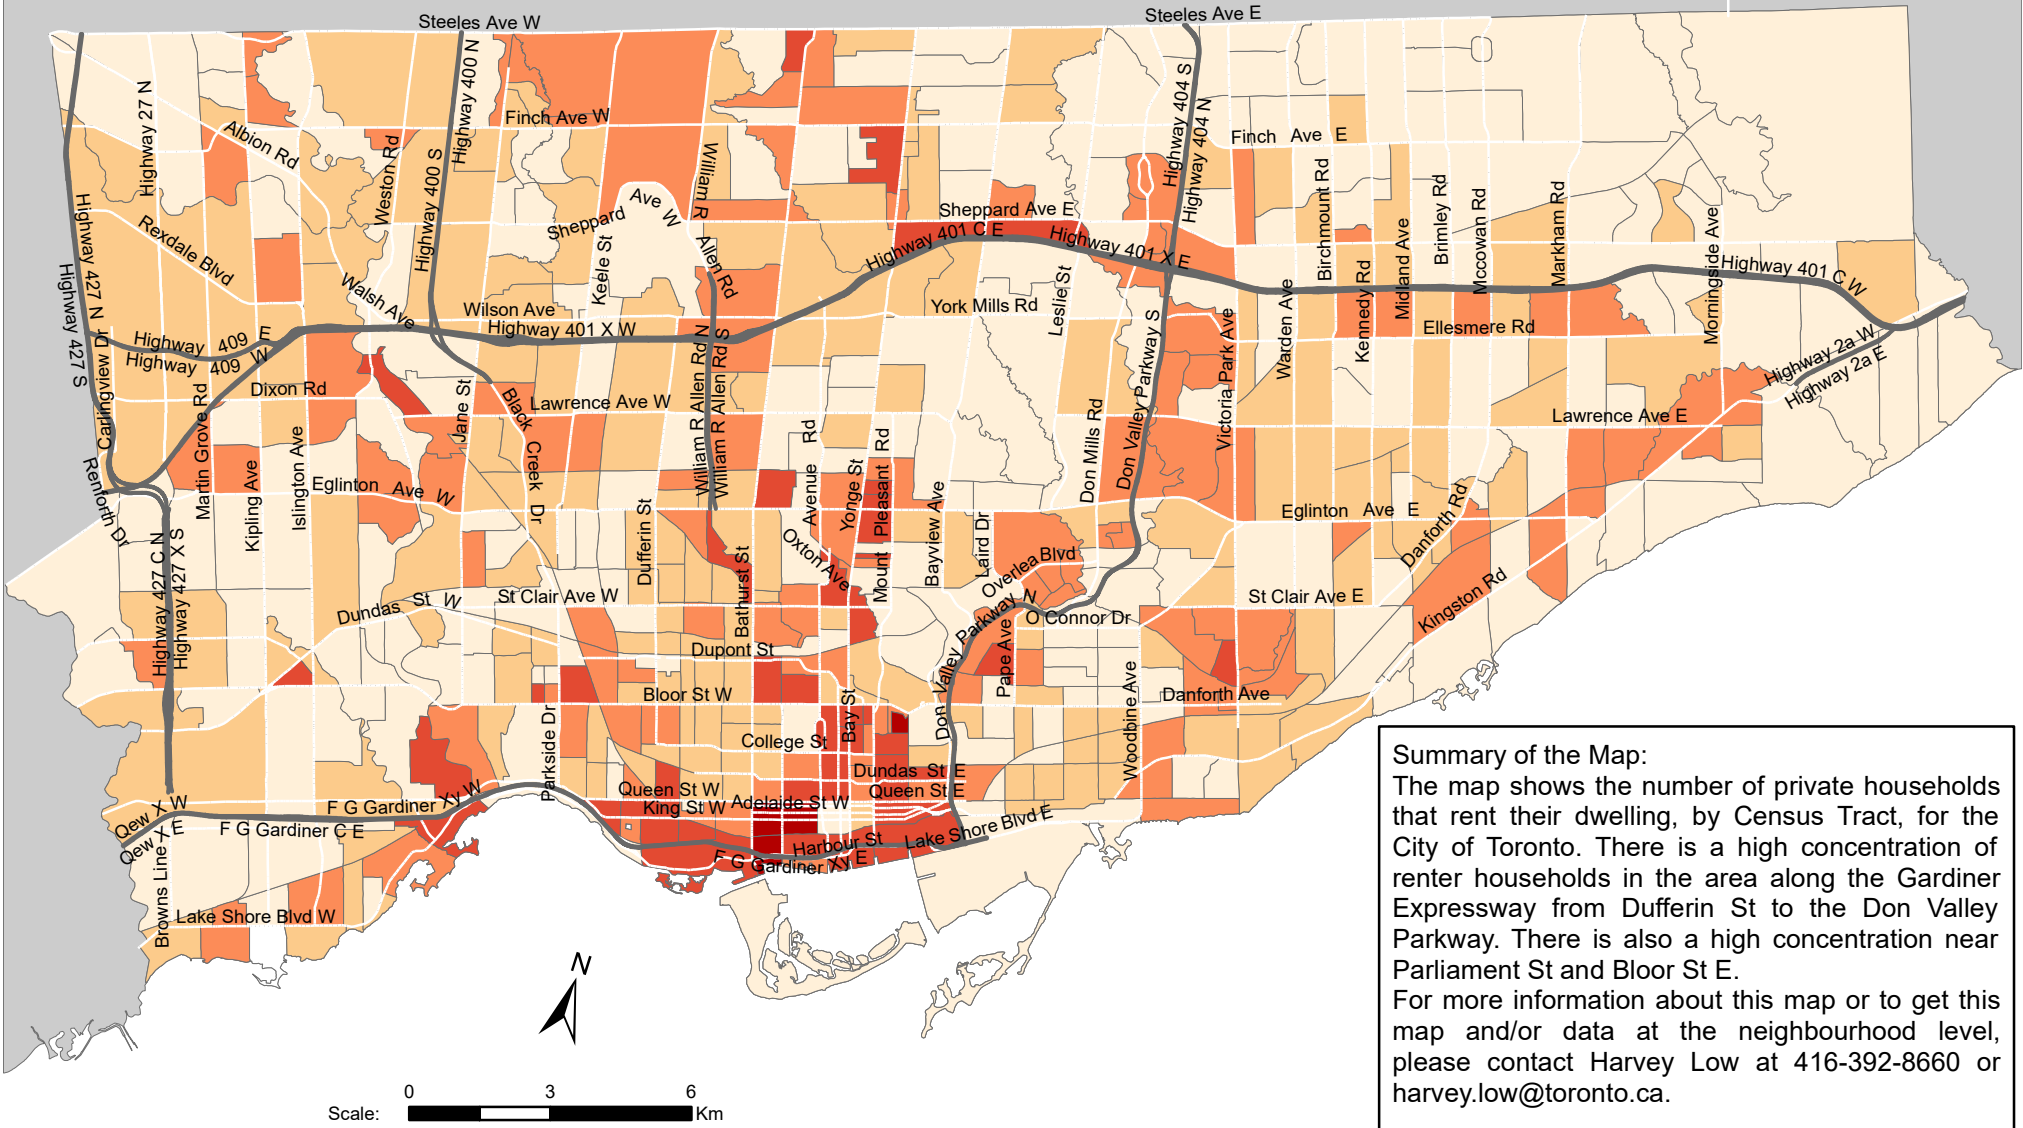 Steeles Ave W
Steeles Ave E
Highway 27 N
Highway 400 N
Highway 404 S
Highway 404 N
Finch Ave W
Finch Ave E
Albion Rd
Weston Rd
Highway 400 S
William R
Allen Rd
Sheppard Ave W
Sheppard Ave E
Birchmount Rd
Brimley Rd
Mccowan Rd
Markham Rd
Midland Ave
Morningside Ave
Rexdale Blvd
Highway 427 N
Highway 427 S
Keele St
Highway 401 C E
Highway 401 X E
Highway 401 C W
Walsh Ave
Wilson Ave
Highway 401 X W
York Mills Rd
Leslie St
Warden Ave
Kennedy Rd
Ellesmere Rd
Highway 409 E
Highway 409 W
Carlingview Dr
Highway 2a W
Highway 2a E
Dixon Rd
Martin Grove Rd
Jane St
Black Creek Dr
Lawrence Ave W
William R Allen Rd N
William R Allen Rd S
Don Valley Parkway S
Victoria Park Ave
Lawrence Ave E
Don Mills Rd
Renforth Dr
Kipling Ave
Islington Ave
Eglinton Ave W
Dufferin St
Avenue Rd
Yonge St
Mount Pleasant Rd
Bayview Ave
Laird Dr
Eglinton Ave E
Danforth Rd
Highway 427 C N
Highway 427 X S
Oxton Ave
Overlea Blvd
Bathurst St
Dundas St W
St Clair Ave W
St Clair Ave E
Kingston Rd
O Connor Dr
Don Valley Parkway N
Pape Ave
Highway 427 C N
Highway 427 X S
Dupont St
Bloor St W
Danforth Ave
Woodbine Ave
Parkside Dr
Bay St
College St
Dundas St E
Queen St W
Queen St E
King St W
Adelaide St W
Qew X W
Qew X E
F G Gardiner Xy W
F G Gardiner C E
Harbour St
Lake Shore Blvd E
F G Gardiner Xy E
Browns Line
Lake Shore Blvd W
N
Scale:
0 3 6
Km
Summary of the Map:
The map shows the number of private households
that rent their dwelling, by Census Tract, for the
City of Toronto. There is a high concentration of
renter households in the area along the Gardiner
Expressway from Dufferin St to the Don Valley
Parkway. There is also a high concentration near
Parliament St and Bloor St E.
For more information about this map or to get this
map and/or data at the neighbourhood level,
please contact Harvey Low at 416-392-8660 or
harvey.low@toronto.ca.